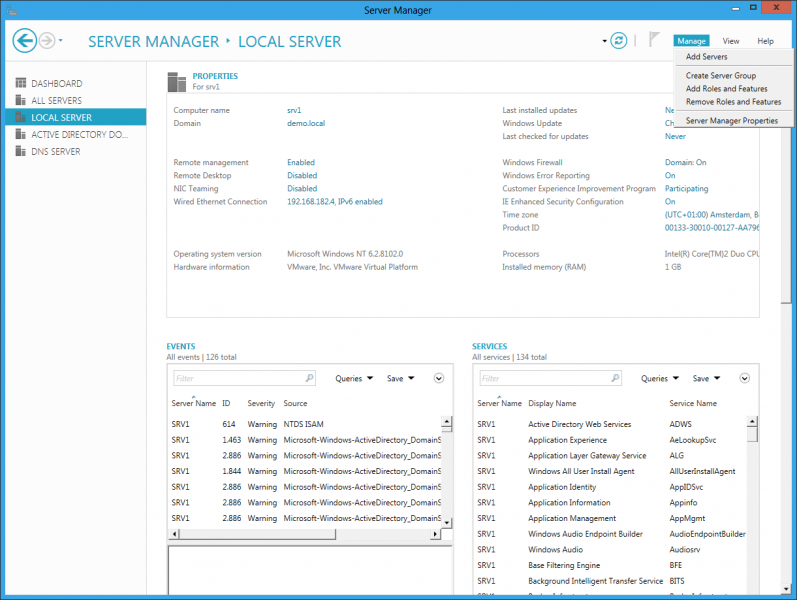 Server Manager
SERVER MANAGER LOCAL SERVER
Manage View Help
Add Servers
Create Server Group
Add Roles and Features
Remove Roles and Features
Server Manager Properties
DASHBOARD
ALL SERVERS
LOCAL SERVER
ACTIVE DIRECTORY DO...
DNS SERVER
PROPERTIES
For srv1
Computer name srv1
Domain demo.local
Last installed updates Ne
Windows Update Ch
Last checked for updates Never
Remote management Enabled
Remote Desktop Disabled
NIC Teaming Disabled
Wired Ethernet Connection 192.168.182.4, IPv6 enabled
Windows Firewall Domain: On
Windows Error Reporting On
Customer Experience Improvement Program Participating
IE Enhanced Security Configuration On
Time zone (UTC+01:00) Amsterdam, B
Product ID 00133-30010-00127-AA796
Operating system version Microsoft Windows NT 6.2.8102.0
Hardware information VMware, Inc. VMware Virtual Platform
Processors Intel(R) Core(TM)2 Duo CPU
Installed memory (RAM) 1 GB
EVENTS
All events | 126 total
Filter Queries Save
Server Name ID Severity Source
SRV1 614 Warning NTDS ISAM
SRV1 1.463 Warning Microsoft-Windows-ActiveDirectory_DomainS
SRV1 2.886 Warning Microsoft-Windows-ActiveDirectory_DomainS
SRV1 1.844 Warning Microsoft-Windows-ActiveDirectory_DomainS
SRV1 2.886 Warning Microsoft-Windows-ActiveDirectory_DomainS
SRV1 2.886 Warning Microsoft-Windows-ActiveDirectory_DomainS
SRV1 2.886 Warning Microsoft-Windows-ActiveDirectory_DomainS
SERVICES
All services | 134 total
Filter Queries Save
Server Name Display Name Service Name
SRV1 Active Directory Web Services ADWS
SRV1 Application Experience AeLookupSvc
SRV1 Application Layer Gateway Service ALG
SRV1 Windows All User Install Agent AllUserInstallAgent
SRV1 Application Identity AppIDSvc
SRV1 Application Information Appinfo
SRV1 Application Management AppMgmt
SRV1 Windows Audio Endpoint Builder AudioEndpointBuilder
SRV1 Windows Audio Audiosrv
SRV1 Base Filtering Engine BFE
SRV1 Background Intelligent Transfer Service BITS